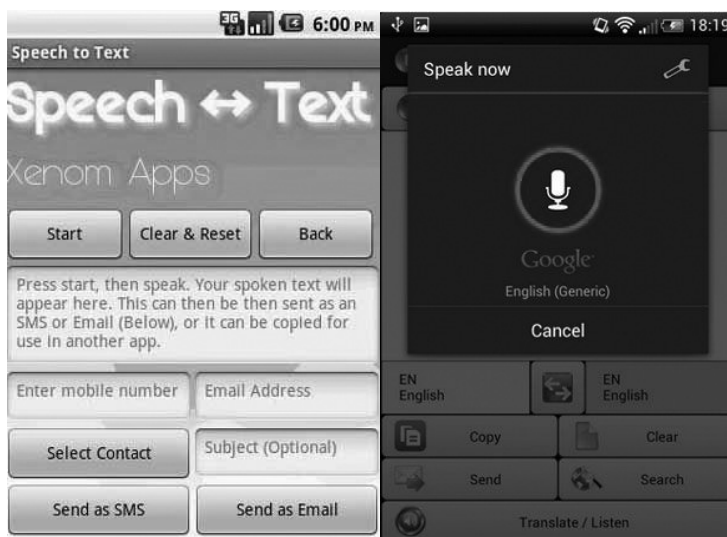 3G 6:00 PM
Speech to Text
Speech ↔ Text
Xenom Apps
Start Clear & Reset Back
Press start, then speak. Your spoken text will
appear here. This can then be then sent as an
SMS or Email (Below), or it can be copied for
use in another app.
Enter mobile number Email Address
Select Contact Subject (Optional)
Send as SMS Send as Email
18:19
Speak now
Google
English (Generic)
Cancel
EN EN
English English
Copy Clear
Send Search
Translate / Listen